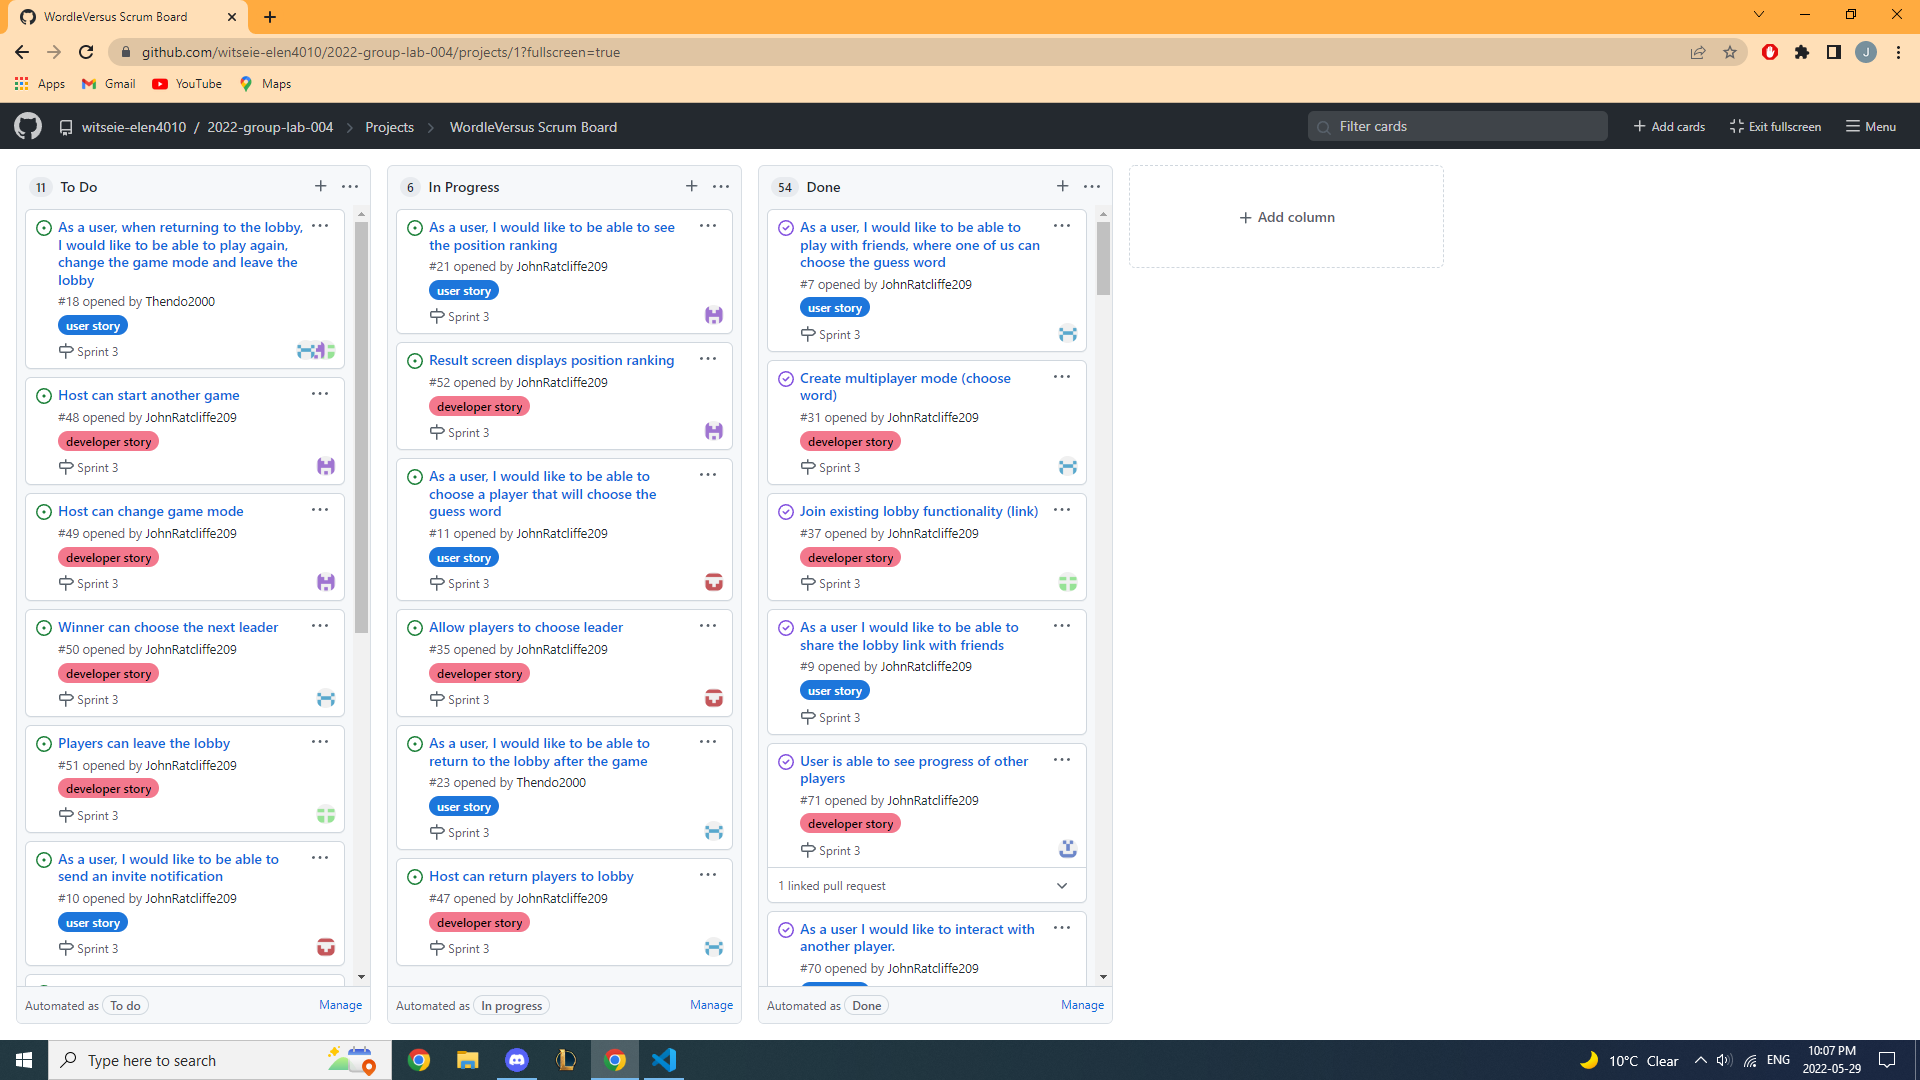 WordleVersus Scrum Board
github.com/witseie-elen4010/2022-group-lab-004/projects/1?fullscreen=true
J
Apps Gmail YouTube Maps
witseie-elen4010 / 2022-group-lab-004 Projects WordleVersus Scrum Board
Filter cards
Add cards
Exit fullscreen
Menu
11 To Do
As a user, when returning to the lobby,
I would like to be able to play again,
change the game mode and leave the
lobby
#18 opened by Thendo2000
user story
Sprint 3
Host can start another game
#48 opened by JohnRatcliffe209
developer story
Sprint 3
Host can change game mode
#49 opened by JohnRatcliffe209
developer story
Sprint 3
Winner can choose the next leader
#50 opened by JohnRatcliffe209
developer story
Sprint 3
Players can leave the lobby
#51 opened by JohnRatcliffe209
developer story
Sprint 3
As a user, I would like to be able to
send an invite notification
#10 opened by JohnRatcliffe209
user story
Sprint 3
Automated as To do
Manage
6 In Progress
As a user, I would like to be able to see
the position ranking
#21 opened by JohnRatcliffe209
user story
Sprint 3
Result screen displays position ranking
#52 opened by JohnRatcliffe209
developer story
Sprint 3
As a user, I would like to be able to
choose a player that will choose the
guess word
#11 opened by JohnRatcliffe209
user story
Sprint 3
Allow players to choose leader
#35 opened by JohnRatcliffe209
developer story
Sprint 3
As a user, I would like to be able to
return to the lobby after the game
#23 opened by Thendo2000
user story
Sprint 3
Host can return players to lobby
#47 opened by JohnRatcliffe209
developer story
Sprint 3
Automated as In progress
Manage
54 Done
As a user, I would like to be able to
play with friends, where one of us can
choose the guess word
#7 opened by JohnRatcliffe209
user story
Sprint 3
Create multiplayer mode (choose
word)
#31 opened by JohnRatcliffe209
developer story
Sprint 3
Join existing lobby functionality (link)
#37 opened by JohnRatcliffe209
developer story
Sprint 3
As a user I would like to be able to
share the lobby link with friends
#9 opened by JohnRatcliffe209
user story
Sprint 3
User is able to see progress of other
players
#71 opened by JohnRatcliffe209
developer story
Sprint 3
1 linked pull request
As a user I would like to interact with
another player.
#70 opened by JohnRatcliffe209
Automated as Done
Manage
Add column
Type here to search
10°C Clear
ENG
10:07 PM
2022-05-29